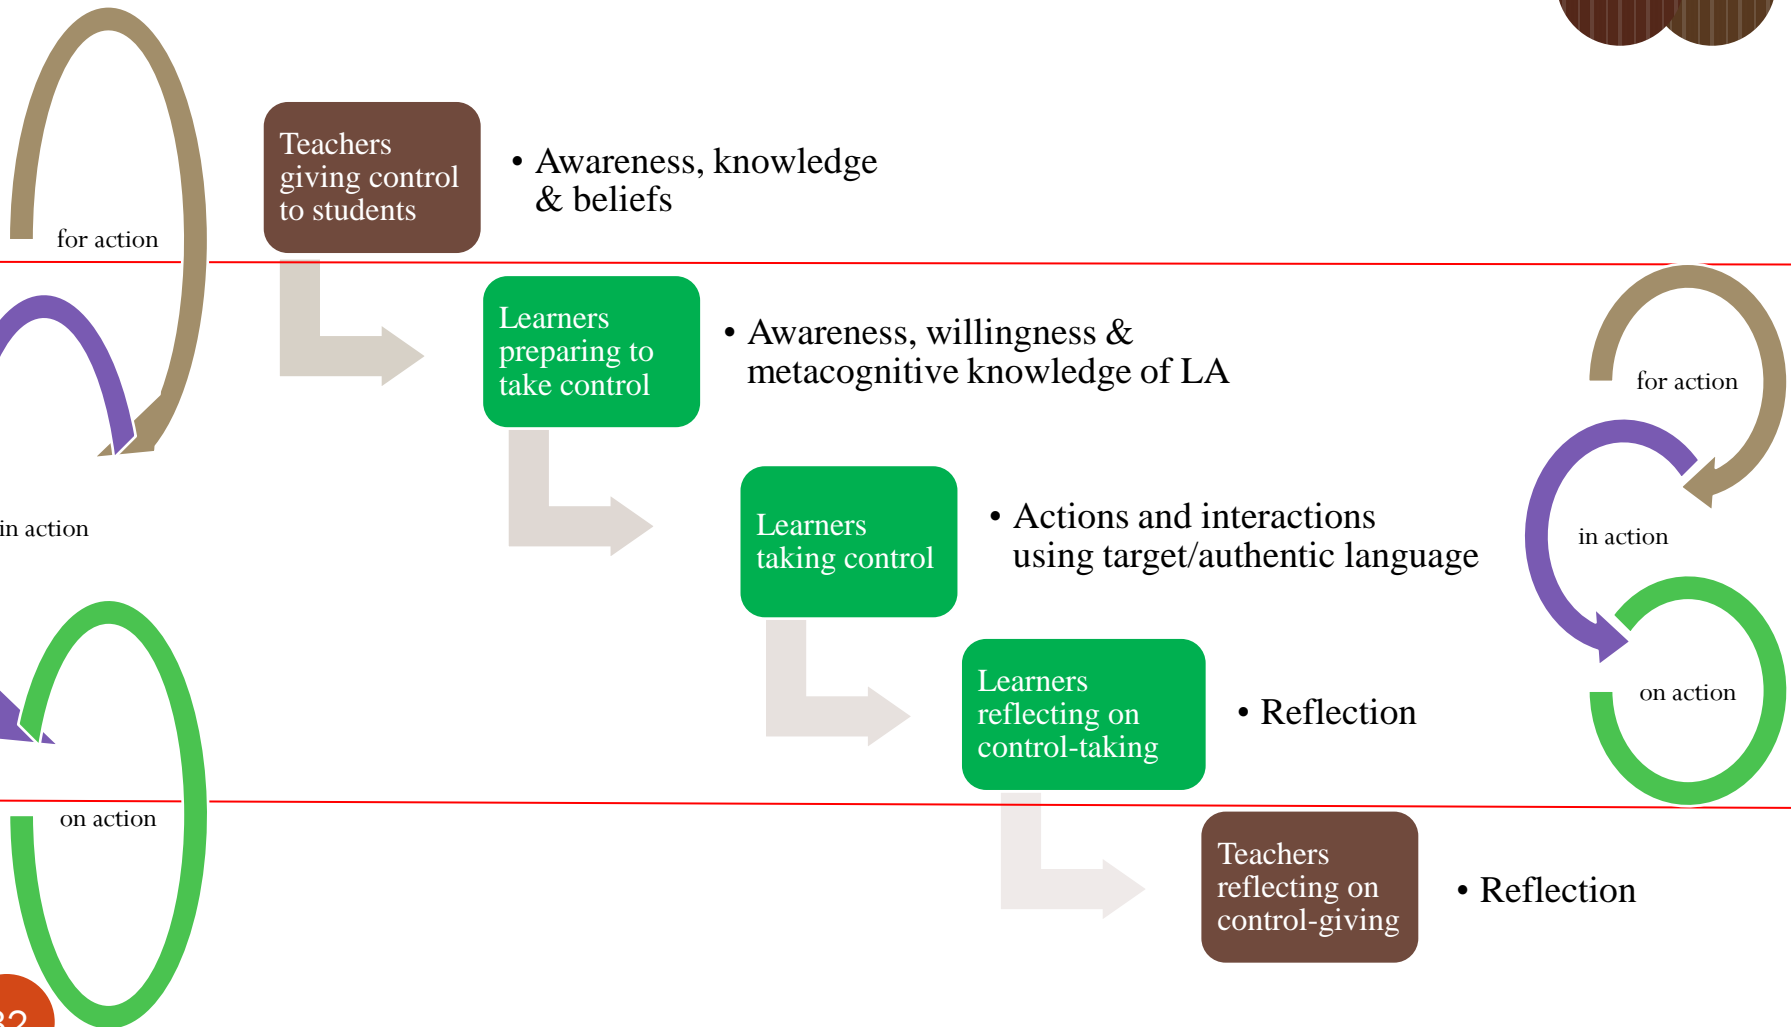 Teachers
giving control
to students
• Awareness, knowledge
& beliefs
for action
Learners
preparing to
take control
• Awareness, willingness &
metacognitive knowledge of LA
for action
in action
Learners
taking control
• Actions and interactions
using target/authentic language
in action
Learners
reflecting on
control-taking
• Reflection
on action
on action
Teachers
reflecting on
control-giving
• Reflection